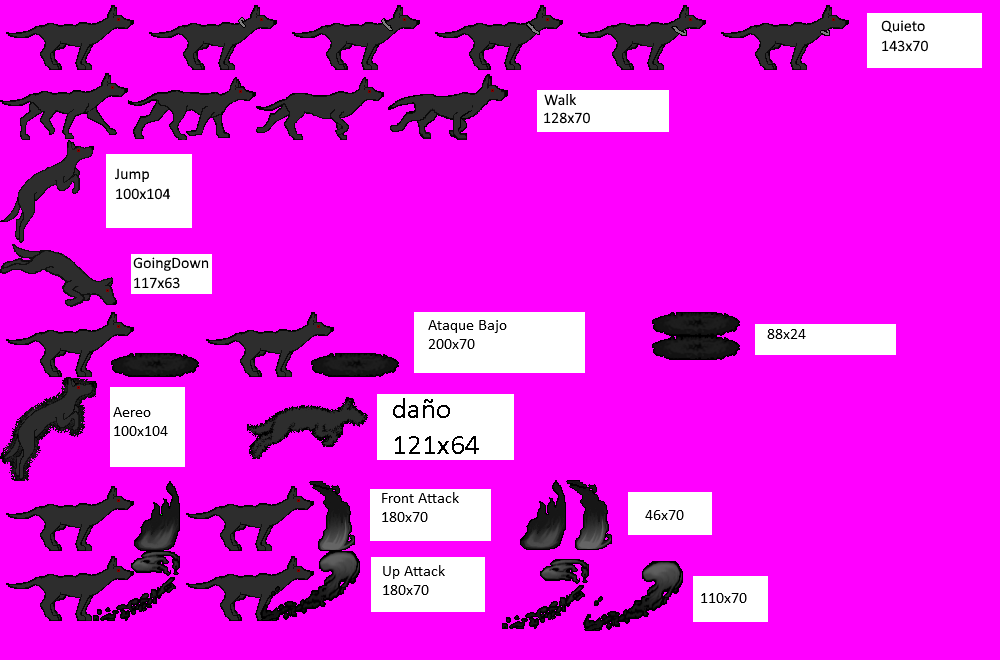 Quieto
143x70
Walk
128x70
Jump
100x104
GoingDown
117x63
Ataque Bajo
200x70
88x24
Aereo
100x104
daño
121x64
Front Attack
180x70
46x70
Up Attack
180x70
110x70